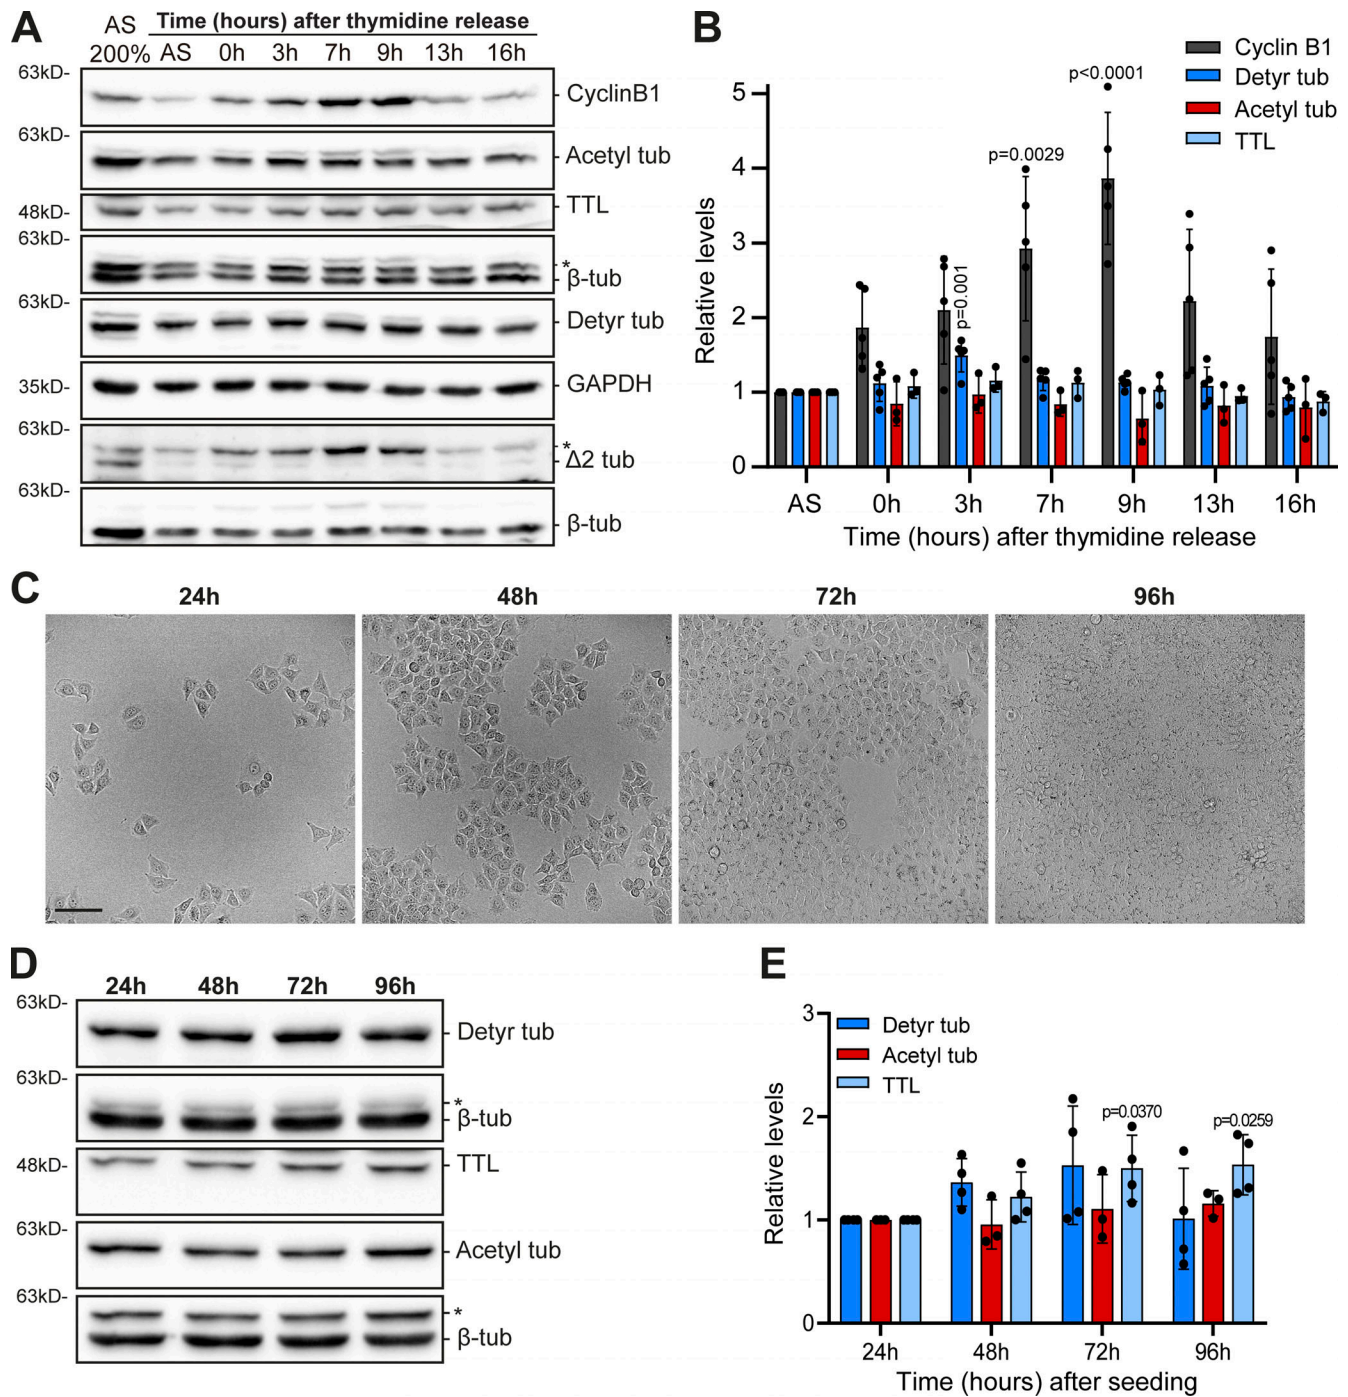 A
AS
200%
Time (hours) after thymidine release
AS 0h 3h 7h 9h 13h 16h
63kD-
CyclinB1
63kD-
Acetyl tub
48kD-
TTL
63kD-
*
β-tub
63kD-
Detyr tub
35kD-
GAPDH
63kD-
*
Δ2 tub
63kD-
β-tub
B
Cyclin B1
Detyr tub
Acetyl tub
TTL
p<0.0001
p=0.0029
p=0.001
Relative levels
5
4
3
2
1
0
AS 0h 3h 7h 9h 13h 16h
Time (hours) after thymidine release
C
24h 48h 72h 96h
D
24h 48h 72h 96h
63kD-
Detyr tub
63kD-
*
β-tub
48kD-
TTL
63kD-
Acetyl tub
63kD-
*
β-tub
E
Detyr tub
Acetyl tub
TTL
p=0.0370
p=0.0259
Relative levels
3
2
1
0
24h 48h 72h 96h
Time (hours) after seeding